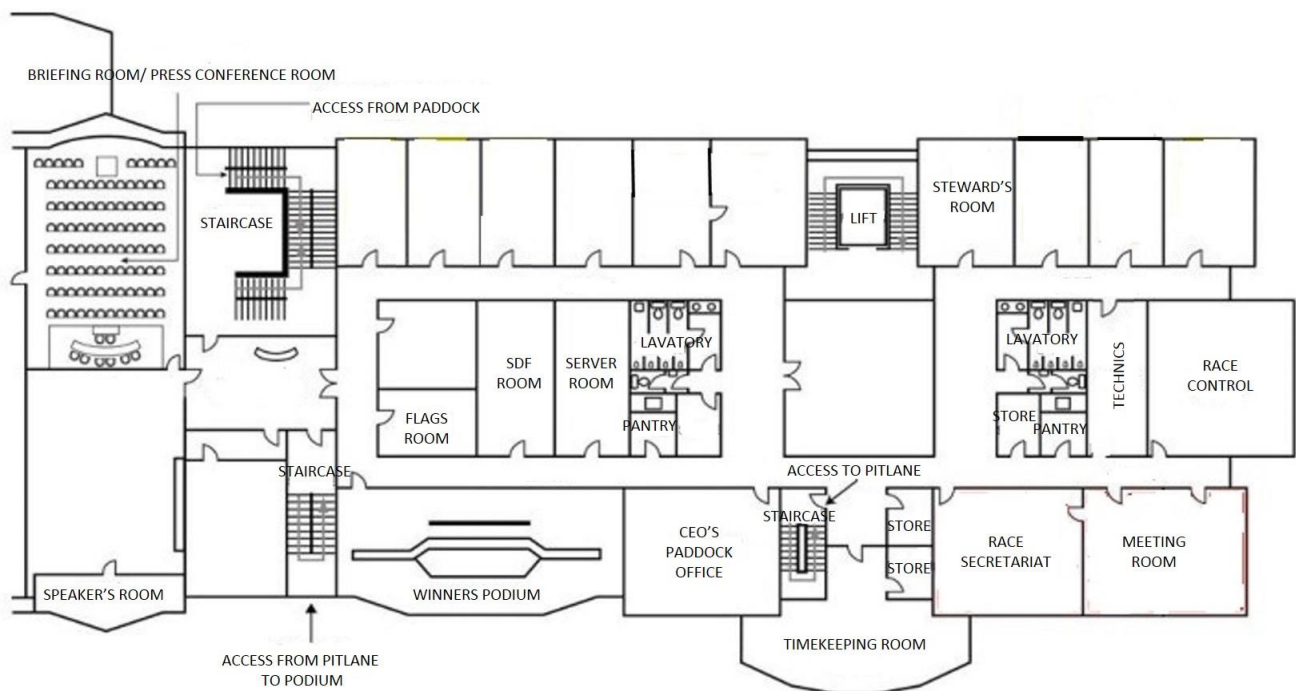 BRIEFING ROOM/ PRESS CONFERENCE ROOM
ACCESS FROM PADDOCK
STAIRCASE
LIFT
STEWARD'S
ROOM
SDF
ROOM
SERVER
ROOM
LAVATORY
FLAGS
ROOM
PANTRY
LAVATORY
STORE
PANTRY
TECHNICS
RACE
CONTROL
STAIRCASE
ACCESS TO PITLANE
STAIRCASE
CEO'S
PADDOCK
OFFICE
STORE
STORE
RACE
SECRETARIAT
MEETING
ROOM
SPEAKER'S ROOM
WINNERS PODIUM
TIMEKEEPING ROOM
ACCESS FROM PITLANE
TO PODIUM